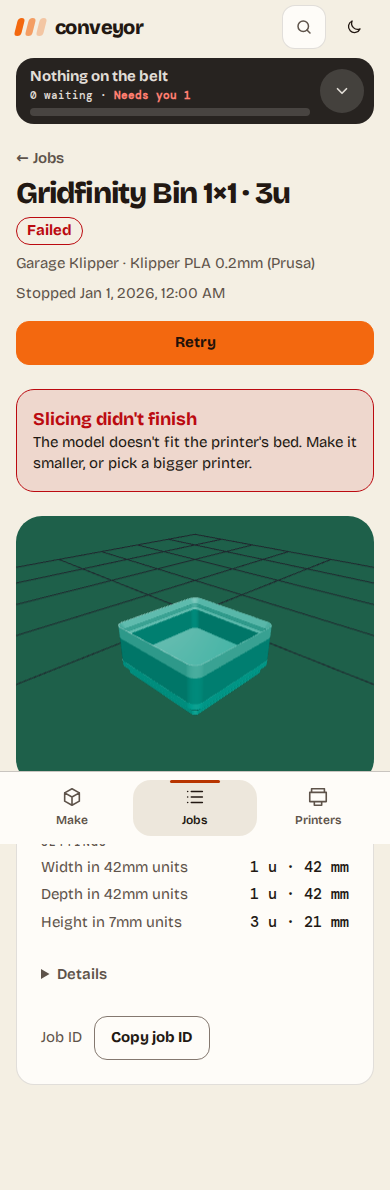 conveyor
Nothing on the belt
0 waiting · Needs you 1
← Jobs
Gridfinity Bin 1×1 · 3u
Failed
Garage Klipper · Klipper PLA 0.2mm (Prusa)
Stopped Jan 1, 2026, 12:00 AM
Retry
Slicing didn't finish
The model doesn't fit the printer's bed. Make it
smaller, or pick a bigger printer.
Make
Jobs
Printers
Width in 42mm units 1 u · 42 mm
Depth in 42mm units 1 u · 42 mm
Height in 7mm units 3 u · 21 mm
▶ Details
Job ID Copy job ID